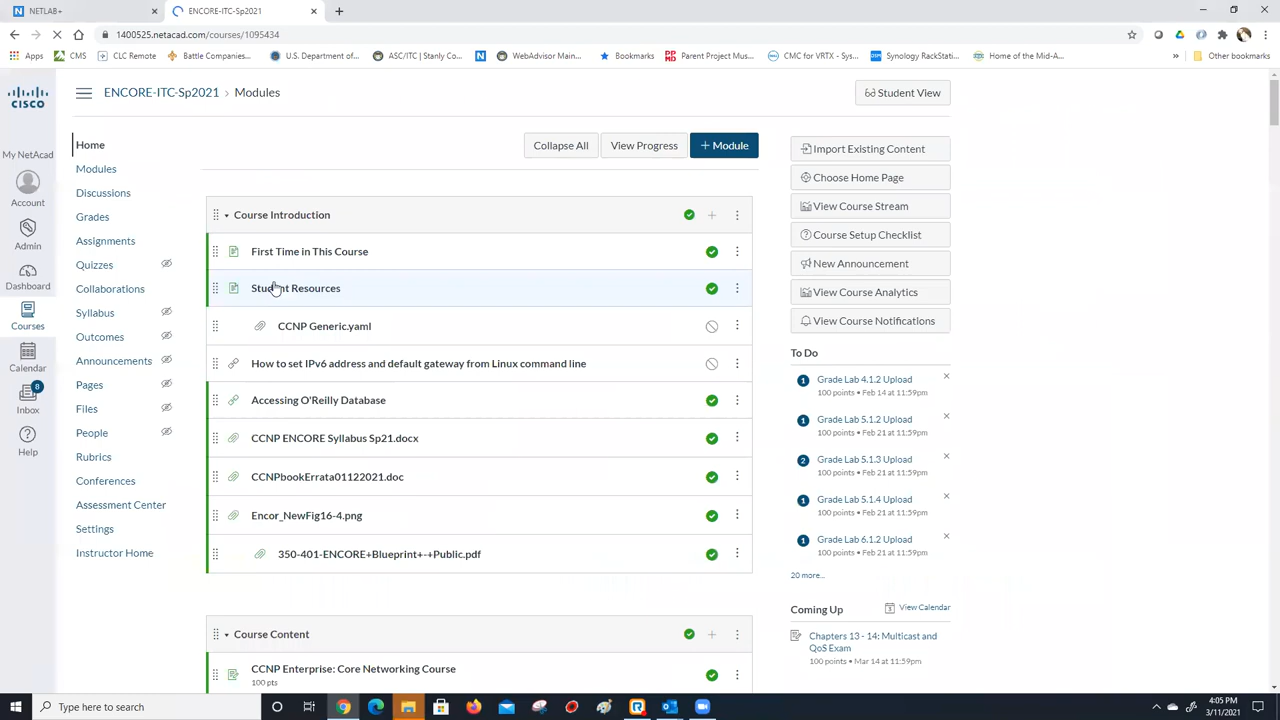 NETLAB+
ENCORE-ITC-Sp2021
1400525.netacad.com/courses/1095434
Apps
CMS
CLC Remote
Battle Companies...
U.S. Department of...
ASC/ITC | Stanly Co...
WebAdvisor Main...
Bookmarks
Parent Project Mus...
CMC for VRTX - Sys...
Synology RackStati...
Home of the Mid-A...
Other bookmarks
CISCO
ENCORE-ITC-Sp2021 › Modules
Student View
My NetAcad
Account
Admin
Dashboard
Courses
Calendar
8
Inbox
Help
Home
Modules
Discussions
Grades
Assignments
Quizzes
Collaborations
Syllabus
Outcomes
Announcements
Pages
Files
People
Rubrics
Conferences
Assessment Center
Settings
Instructor Home
Collapse All
View Progress
+ Module
Course Introduction
First Time in This Course
Student Resources
CCNP Generic.yaml
How to set IPv6 address and default gateway from Linux command line
Accessing O'Reilly Database
CCNP ENCORE Syllabus Sp21.docx
CCNPbookErrata01122021.doc
Encor_NewFig16-4.png
350-401-ENCORE+Blueprint+-+Public.pdf
Course Content
CCNP Enterprise: Core Networking Course
100 pts
Import Existing Content
Choose Home Page
View Course Stream
Course Setup Checklist
New Announcement
View Course Analytics
View Course Notifications
To Do
1 Grade Lab 4.1.2 Upload
100 points • Feb 14 at 11:59pm
1 Grade Lab 5.1.2 Upload
100 points • Feb 21 at 11:59pm
2 Grade Lab 5.1.3 Upload
100 points • Feb 21 at 11:59pm
1 Grade Lab 5.1.4 Upload
100 points • Feb 21 at 11:59pm
1 Grade Lab 6.1.2 Upload
100 points • Feb 21 at 11:59pm
20 more...
Coming Up
View Calendar
Chapters 13 - 14: Multicast and
QoS Exam
100 points • Mar 14 at 11:59pm
Type here to search
4:05 PM
3/11/2021